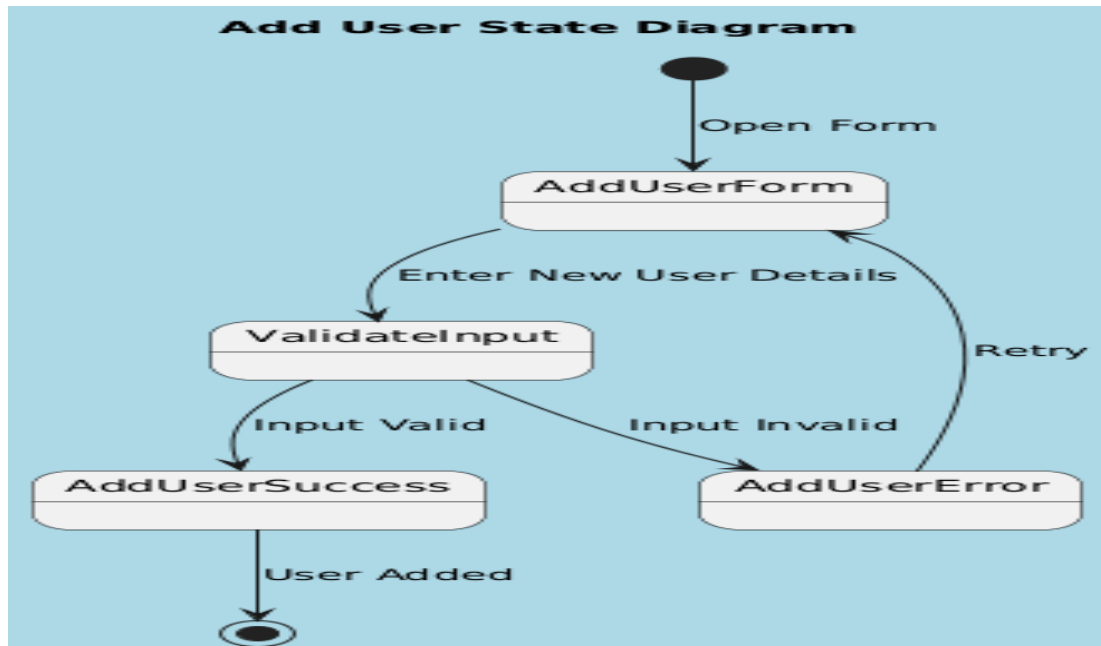 Add User State Diagram
Open Form
AddUserForm
Enter New User Details
ValidateInput
Retry
Input Valid
Input Invalid
AddUserSuccess
AddUserError
User Added